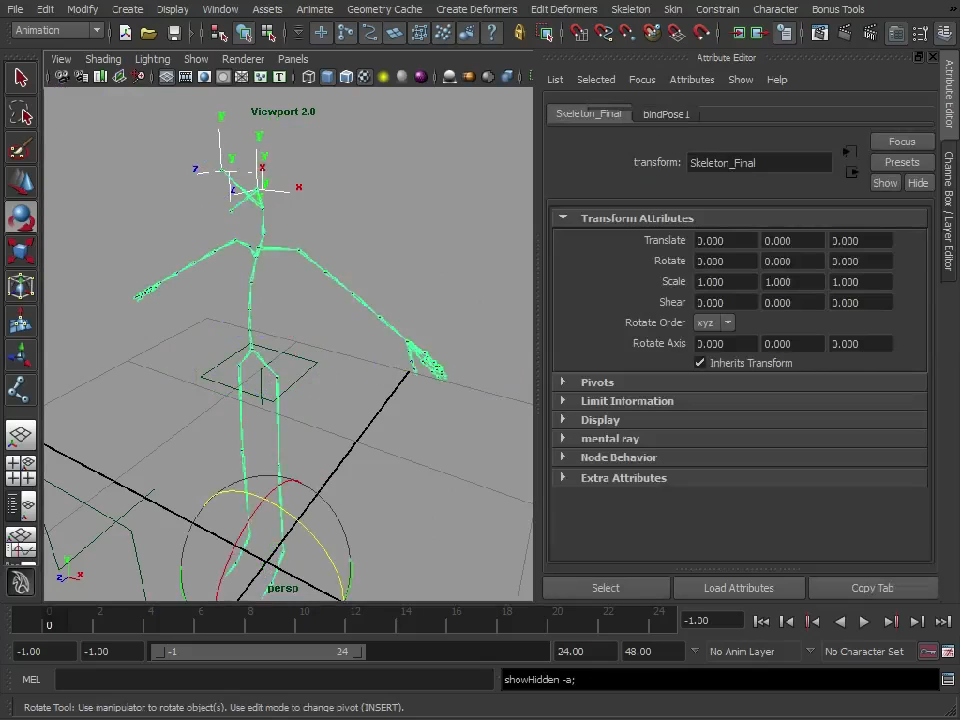 File Edit Modify Create Display Window Assets Animate Geometry Cache Create Deformers Edit Deformers Skeleton Skin Constrain Character Bonus Tools »
Animation
View Shading Lighting Show Renderer Panels
Attribute Editor
List Selected Focus Attributes Show Help
Viewport 2.0
Skeleton_Final bindPose1
Focus
transform: Skeleton_Final
Presets
Show Hide
Transform Attributes
Translate 0.000 0.000 0.000
Rotate 0.000 0.000 0.000
Scale 1.000 1.000 1.000
Shear 0.000 0.000 0.000
Rotate Order xyz
Rotate Axis 0.000 0.000 0.000
Inherits Transform
Pivots
Limit Information
Display
mental ray
Node Behavior
Extra Attributes
Attribute Editor
Channel Box / Layer Editor
y
y
y
y
x
z
z
x
y
z
x
persp
Select Load Attributes Copy Tab
0 2 4 6 8 10 12 14 16 18 20 22 24
0
-1.00
-1.00 -1.00 -1 24 24.00 48.00 No Anim Layer No Character Set
MEL showHidden -a;
Rotate Tool: Use manipulator to rotate object(s). Use edit mode to change pivot (INSERT).